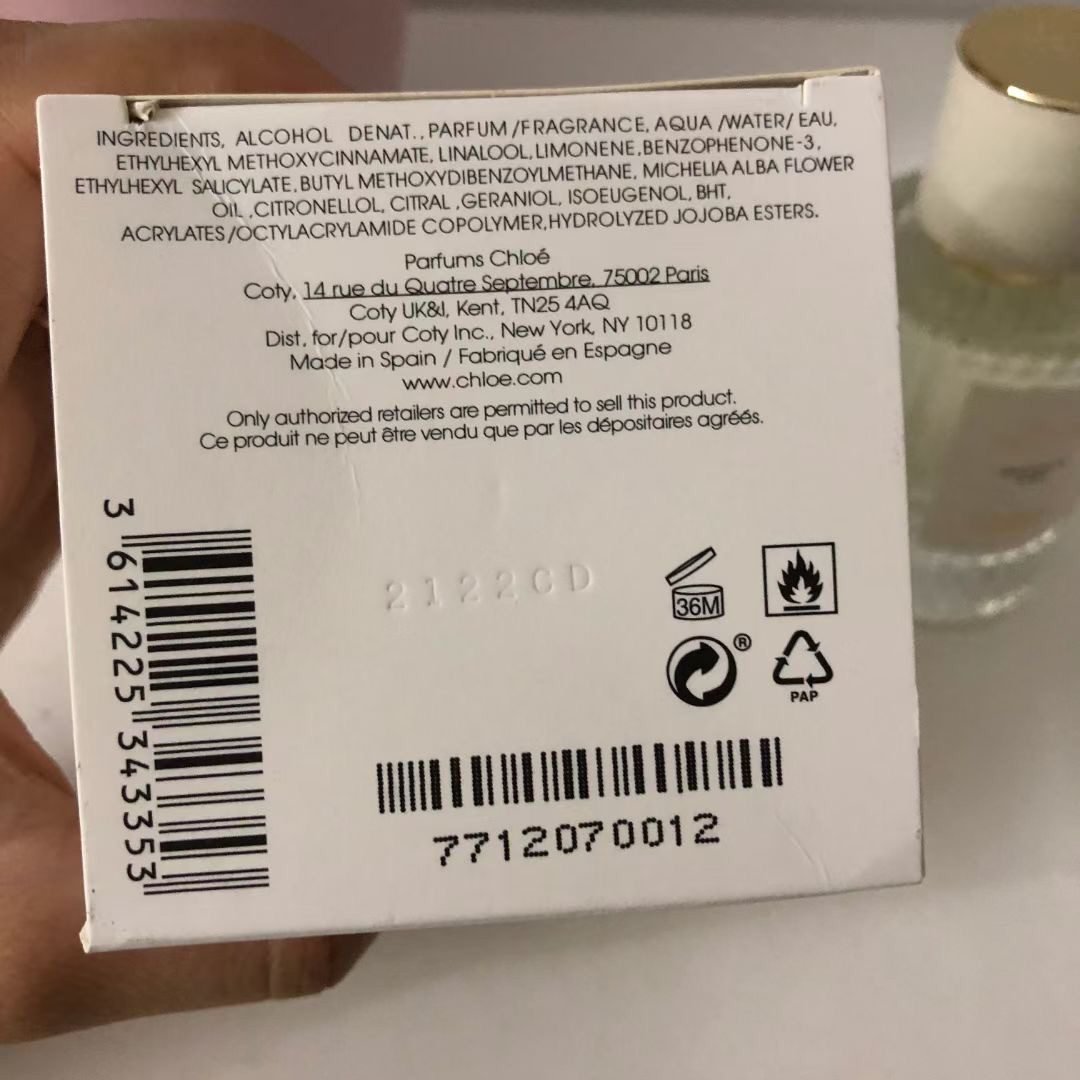 INGREDIENTS, ALCOHOL DENAT., PARFUM/FRAGRANCE, AQUA /WATER/ EAU,
ETHYLHEXYL METHOXYCINNAMATE, LINALOOL, LIMONENE, BENZOPHENONE-3,
ETHYLHEXYL SALICYLATE, BUTYL METHOXYDIBENZOYLMETHANE, MICHELIA ALBA FLOWER
OIL, CITRONELLOL, CITRAL, GERANIOL, ISOEUGENOL, BHT,
ACRYLATES/OCTYLACRYLAMIDE COPOLYMER, HYDROLYZED JOJOBA ESTERS.
Parfums Chloé
Coty, 14 rue du Quatre Septembre, 75002 Paris
Coty UK&I, Kent, TN25 4AQ
Dist. for/pour Coty Inc., New York, NY 10118
Made in Spain / Fabriqué en Espagne
www.chloe.com
Only authorized retailers are permitted to sell this product.
Ce produit ne peut être vendu que par les dépositaires agréés.
3 614225 343353
2122CD
36M
®
PAP
7712070012